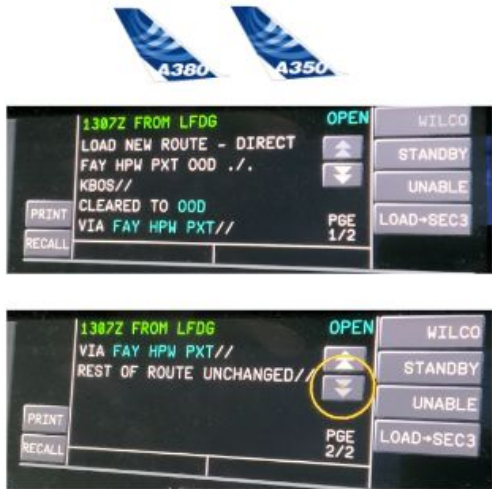 A380
A350
1307Z FROM LFDG
OPEN
WILCO
LOAD NEW ROUTE - DIRECT
STANDBY
FAY HPW PXT OOD ./.
KBOS//
UNABLE
CLEARED TO OOD
PRINT
VIA FAY HPW PXT//
PGE
1/2
LOAD→SEC3
RECALL
1307Z FROM LFDG
OPEN
WILCO
VIA FAY HPW PXT//
REST OF ROUTE UNCHANGED//
STANDBY
UNABLE
PRINT
PGE
2/2
LOAD→SEC3
RECALL